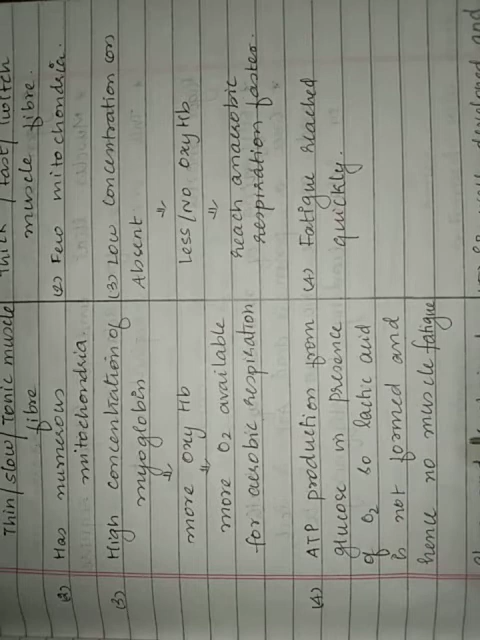 Thin/slow/Tonic muscle
fibre
(2) Has numerous
mitochondria.
(3) High concentration of
myoglobin
⇓
more oxy Hb
⇓
more O2 available
for aerobic respiration
(4) ATP production from
glucose in presence
of O2 so lactic acid
is not formed and
hence no muscle fatigue
Thick / fast / twitch
muscle fibre.
(2) Few mitochondria.
(3) Low concentration (or)
Absent
⇓
Less/No oxy Hb
⇓
reach anaerobic
respiration faster.
(4) Fatigue reached
quickly.
developed and